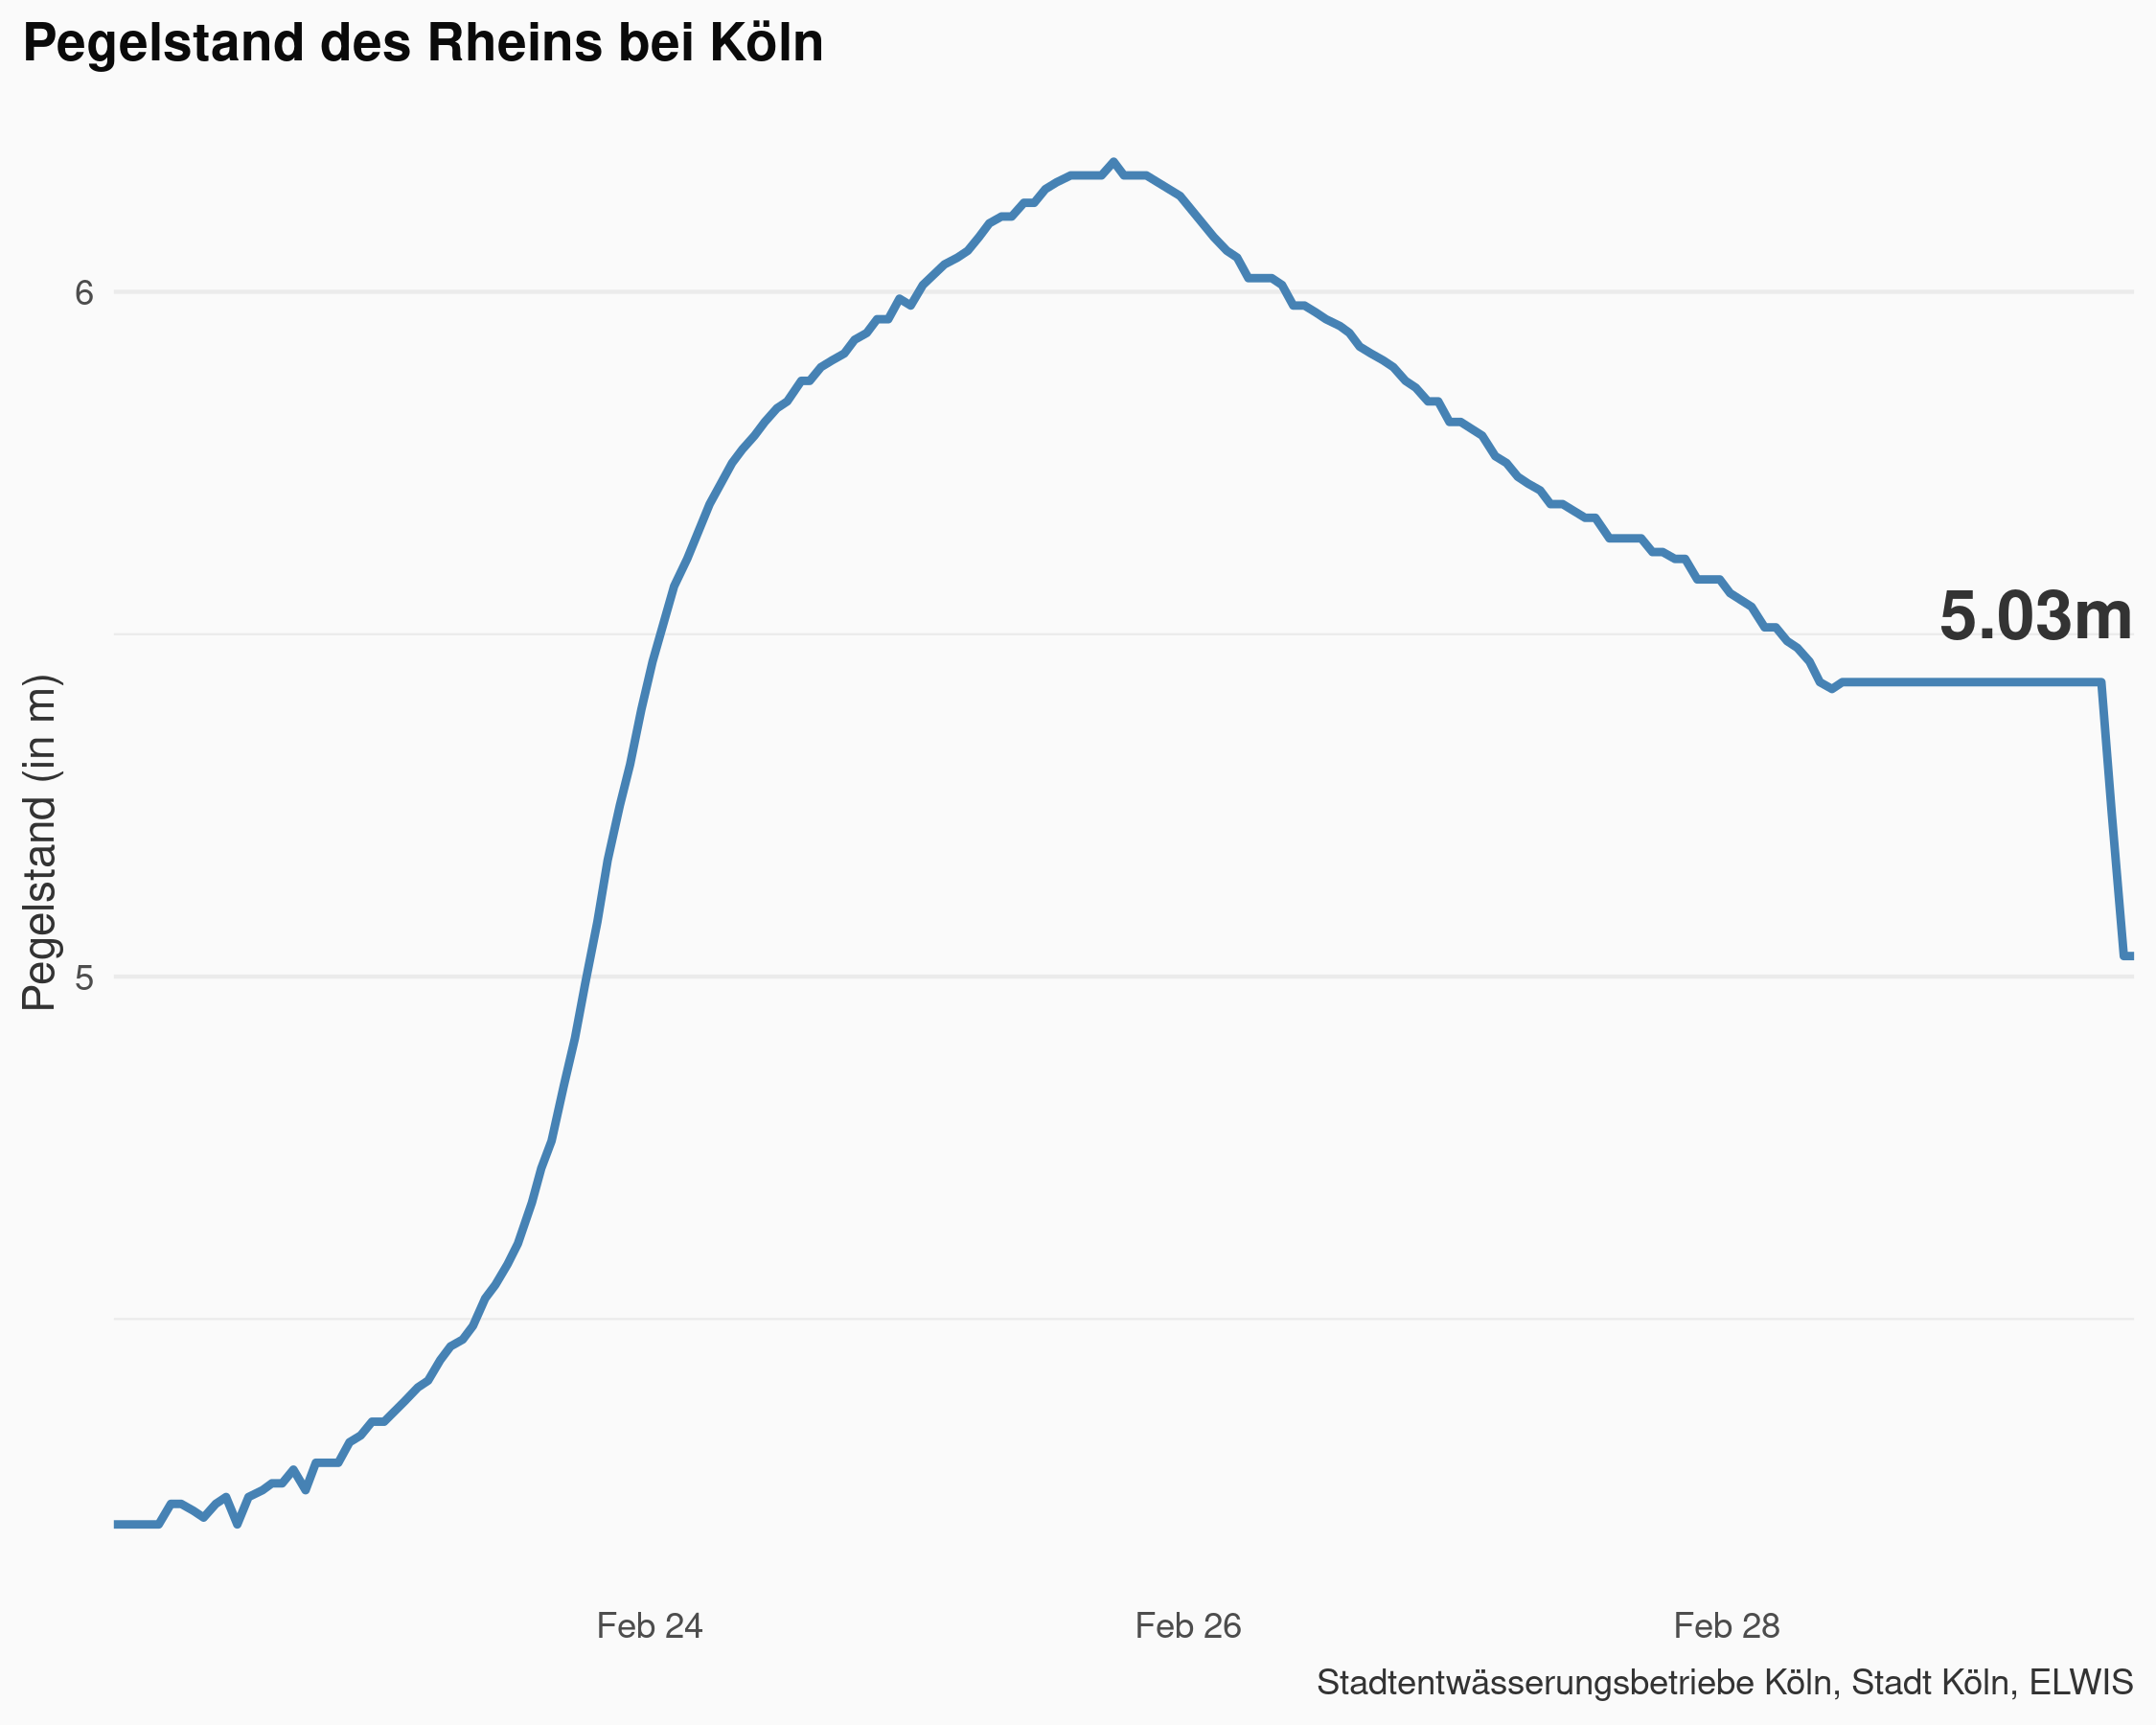 Pegelstand des Rheins bei Köln
6
5.03m
Pegelstand (in m)
5
Feb 24 Feb 26 Feb 28
Stadtentwässerungsbetriebe Köln, Stadt Köln, ELWIS